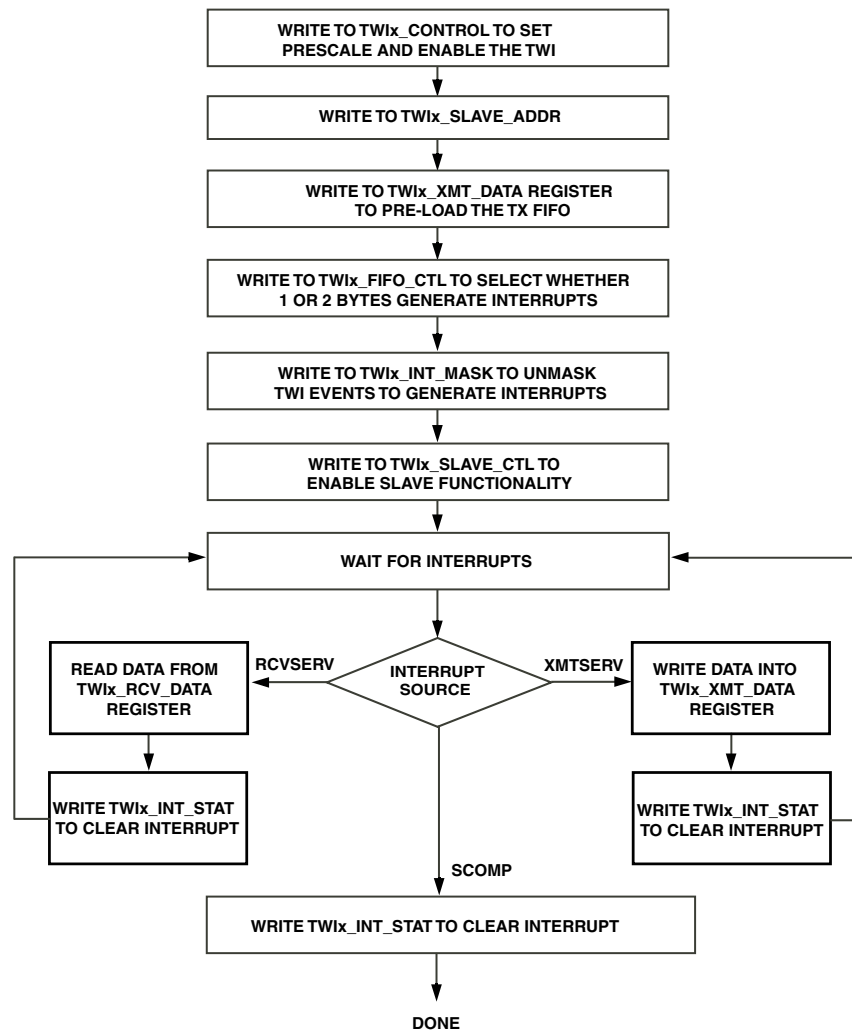 WRITE TO TWIx_CONTROL TO SET
PRESCALE AND ENABLE THE TWI
WRITE TO TWIx_SLAVE_ADDR
WRITE TO TWIx_XMT_DATA REGISTER
TO PRE-LOAD THE TX FIFO
WRITE TO TWIx_FIFO_CTL TO SELECT WHETHER
1 OR 2 BYTES GENERATE INTERRUPTS
WRITE TO TWIx_INT_MASK TO UNMASK
TWI EVENTS TO GENERATE INTERRUPTS
WRITE TO TWIx_SLAVE_CTL TO
ENABLE SLAVE FUNCTIONALITY
WAIT FOR INTERRUPTS
INTERRUPT
SOURCE
RCVSERV
READ DATA FROM
TWIx_RCV_DATA
REGISTER
WRITE TWIx_INT_STAT
TO CLEAR INTERRUPT
XMTSERV
WRITE DATA INTO
TWIx_XMT_DATA
REGISTER
WRITE TWIx_INT_STAT
TO CLEAR INTERRUPT
SCOMP
WRITE TWIx_INT_STAT TO CLEAR INTERRUPT
DONE